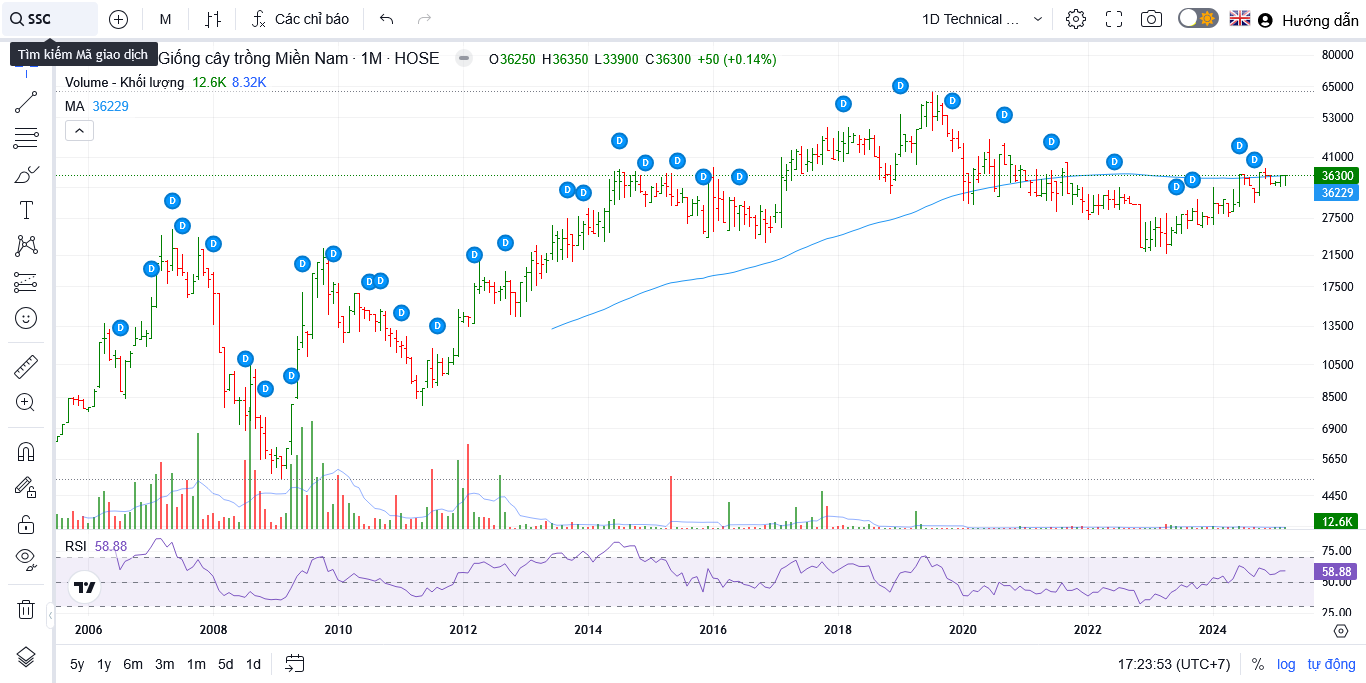 SSC
M
Các chỉ báo
1D Technical ...
Hướng dẫn
Tìm kiếm Mã giao dịch
Giống cây trồng Miền Nam · 1M · HOSE
O36250 H36350 L33900 C36300 +50 (+0.14%)
Volume - Khối lượng 12.6K 8.32K
MA 36229
80000
65000
53000
41000
36300
36229
27500
21500
17500
13500
10500
8500
6900
5650
4450
12.6K
D D D D D D D D D D D D D D D D D D D D D D D D D D D D D D D D D D
RSI 58.88
75.00
58.88
50.00
25.00
2006 2008 2010 2012 2014 2016 2018 2020 2022 2024
5y 1y 6m 3m 1m 5d 1d
17:23:53 (UTC+7)
% log tự động